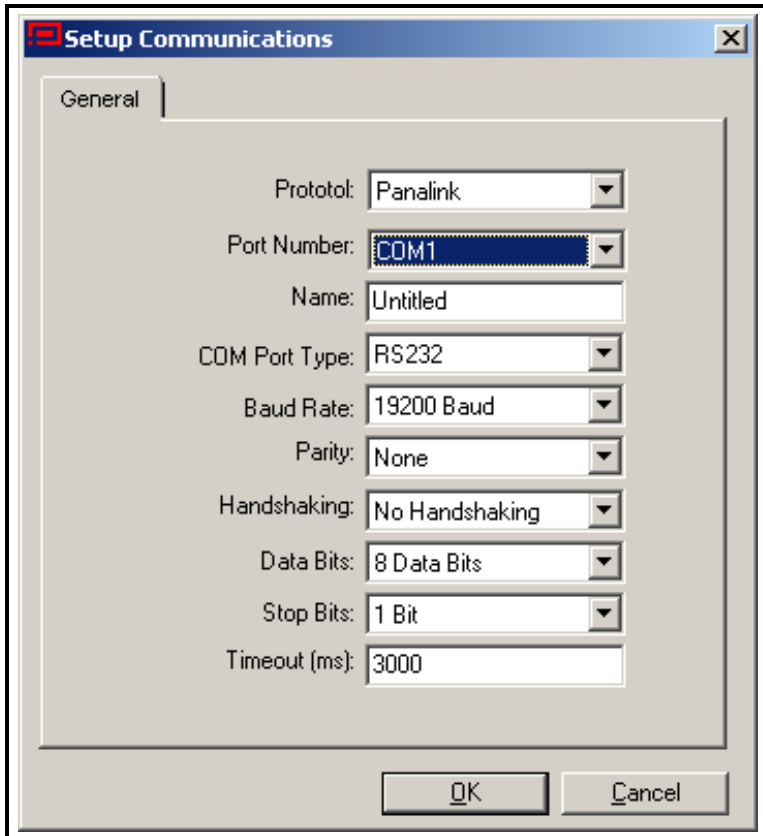 Setup Communications
General
Prototol: Panalink
Port Number: COM1
Name: Untitled
COM Port Type: RS232
Baud Rate: 19200 Baud
Parity: None
Handshaking: No Handshaking
Data Bits: 8 Data Bits
Stop Bits: 1 Bit
Timeout (ms): 3000
OK Cancel